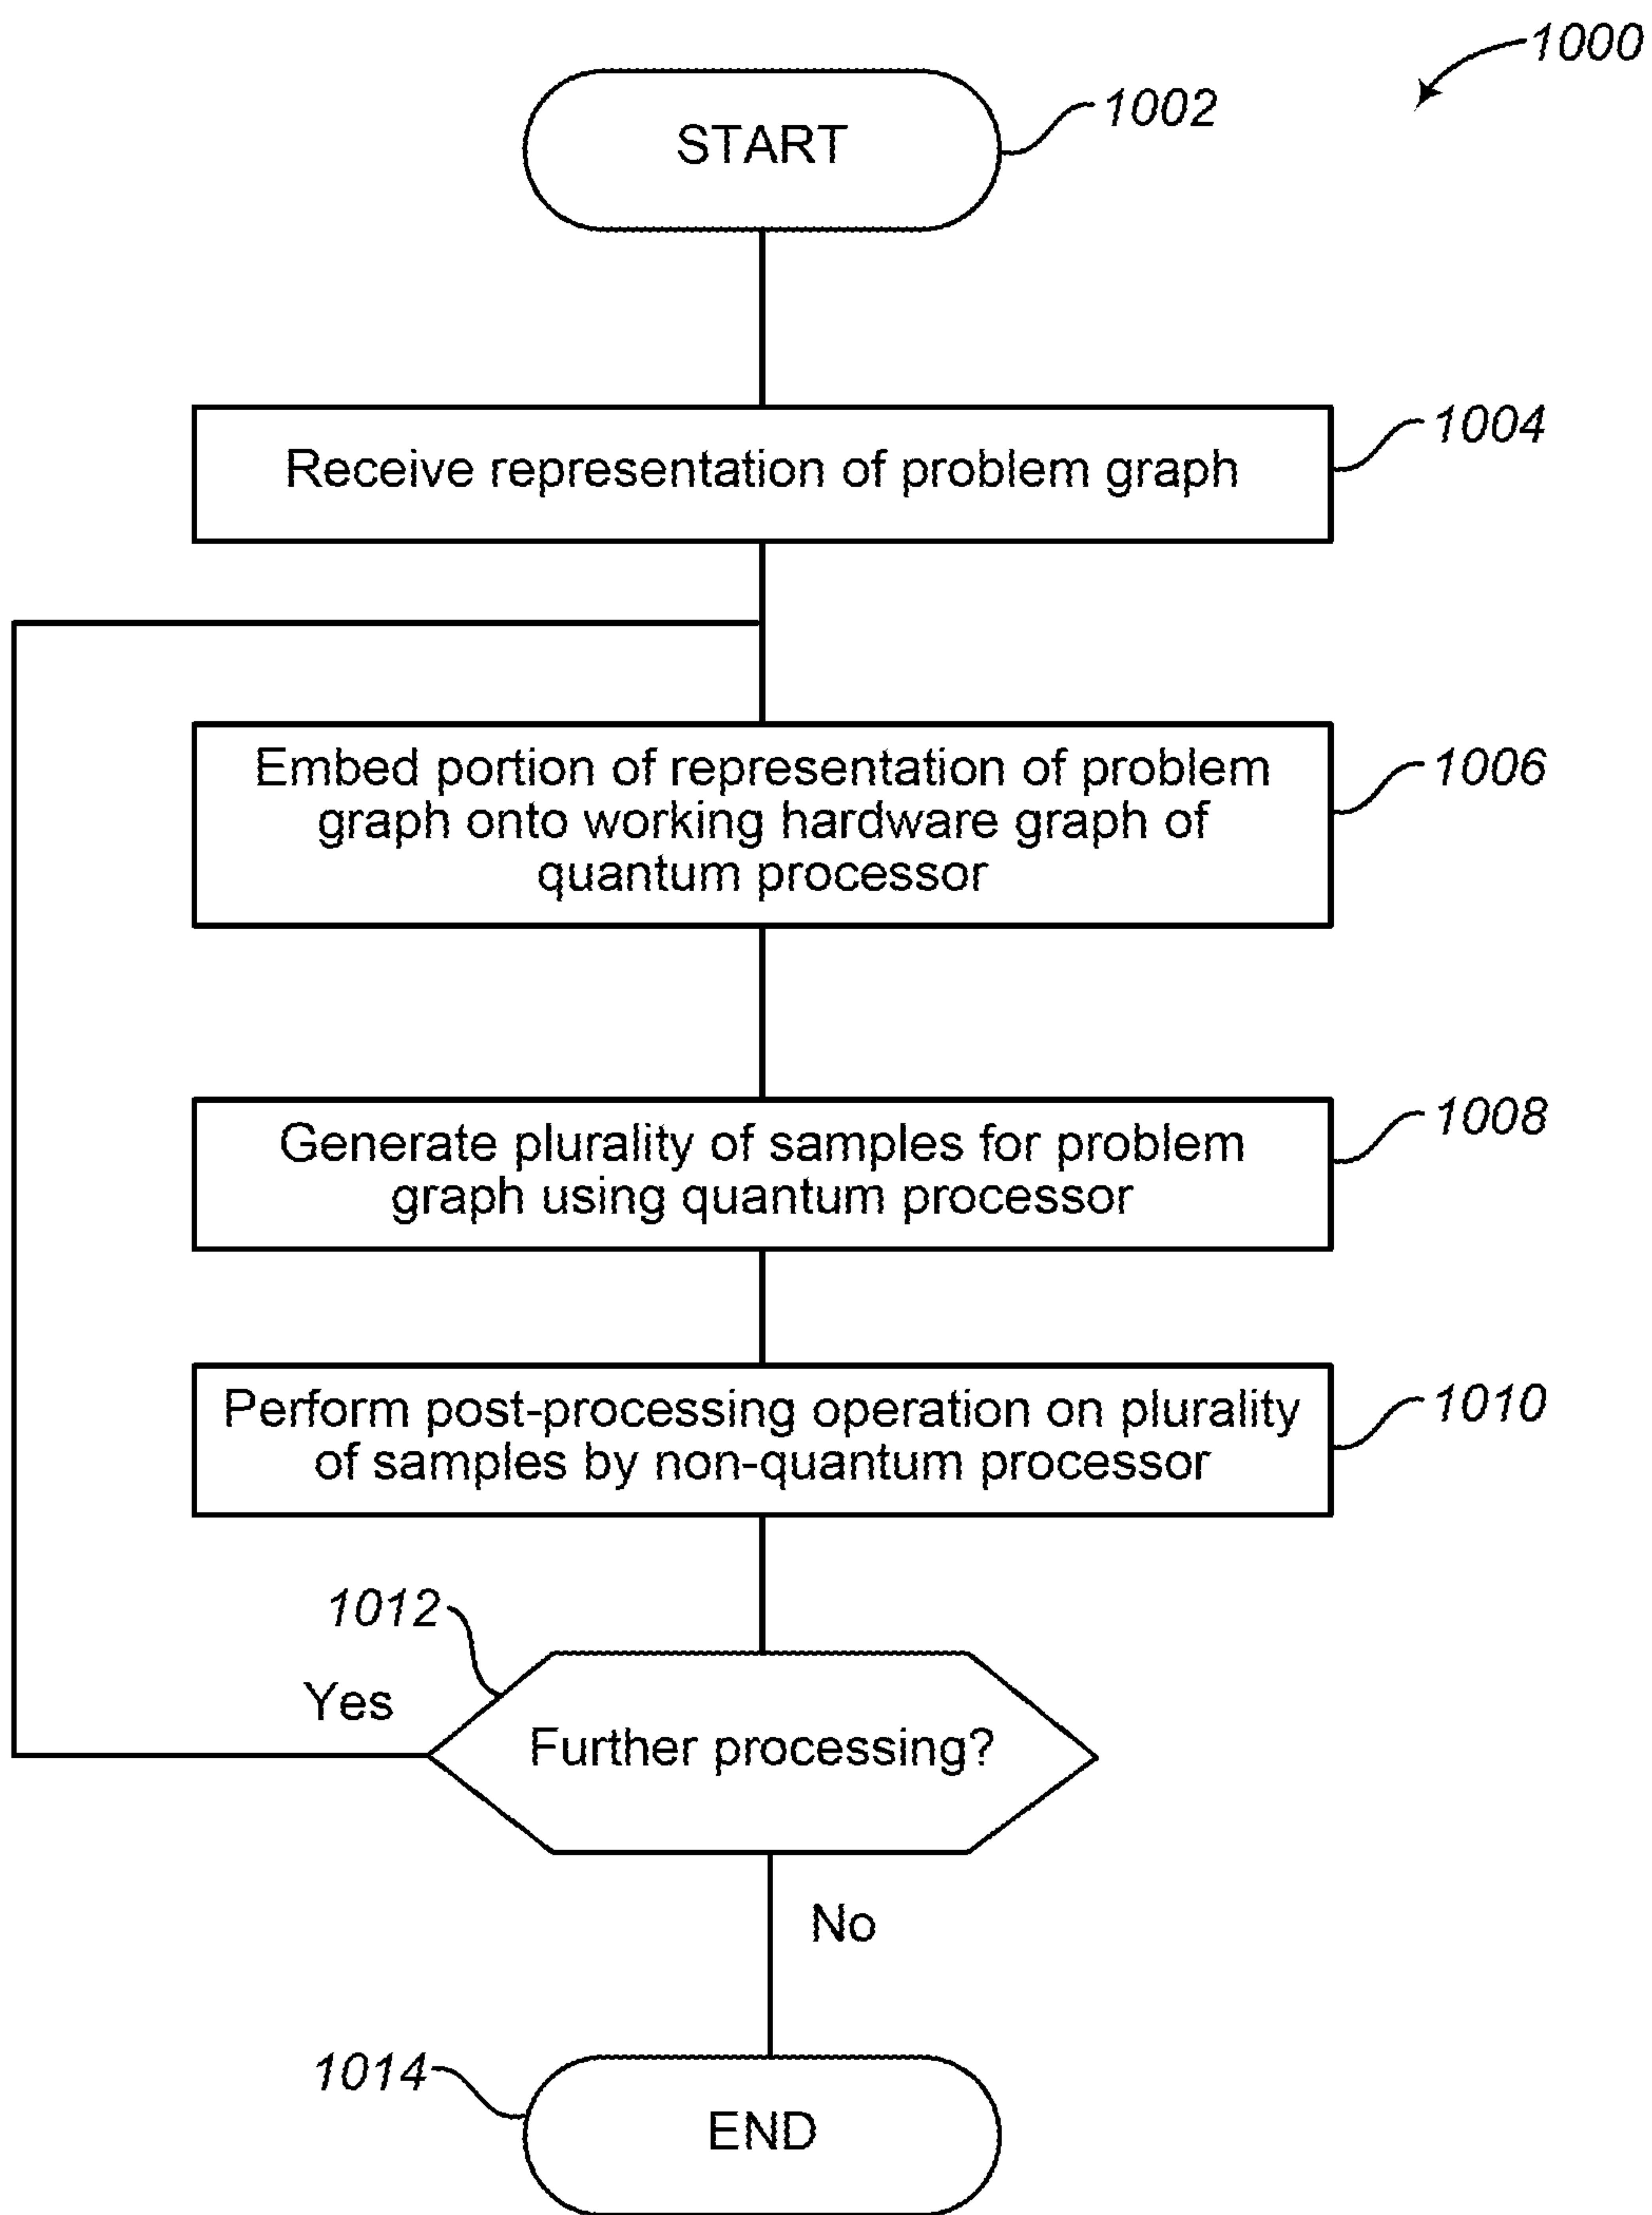 1000
START
1002
Receive representation of problem graph
1004
Embed portion of representation of problem
graph onto working hardware graph of
quantum processor
1006
Generate plurality of samples for problem
graph using quantum processor
1008
Perform post-processing operation on plurality
of samples by non-quantum processor
1010
1012
Yes
Further processing?
No
1014
END